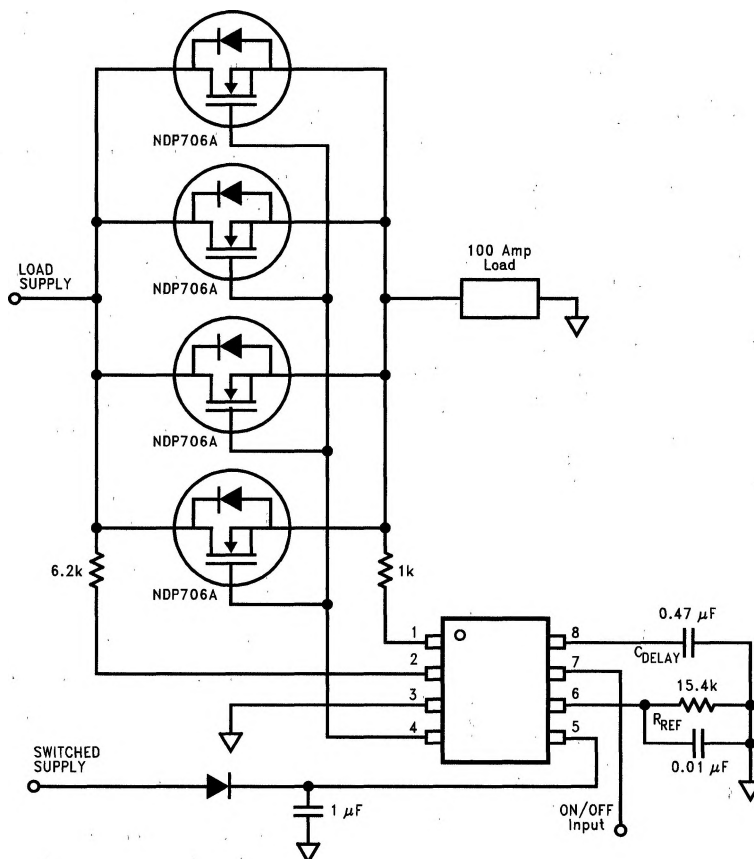 NDP706A
NDP706A
LOAD
SUPPLY
100 Amp
Load
NDP706A
6.2k
1k
NDP706A
1
2
3
4
8
7
6
5
0.47 µF
CDELAY
15.4k
RREF
0.01 µF
SWITCHED
SUPPLY
1 µF
ON/OFF
Input